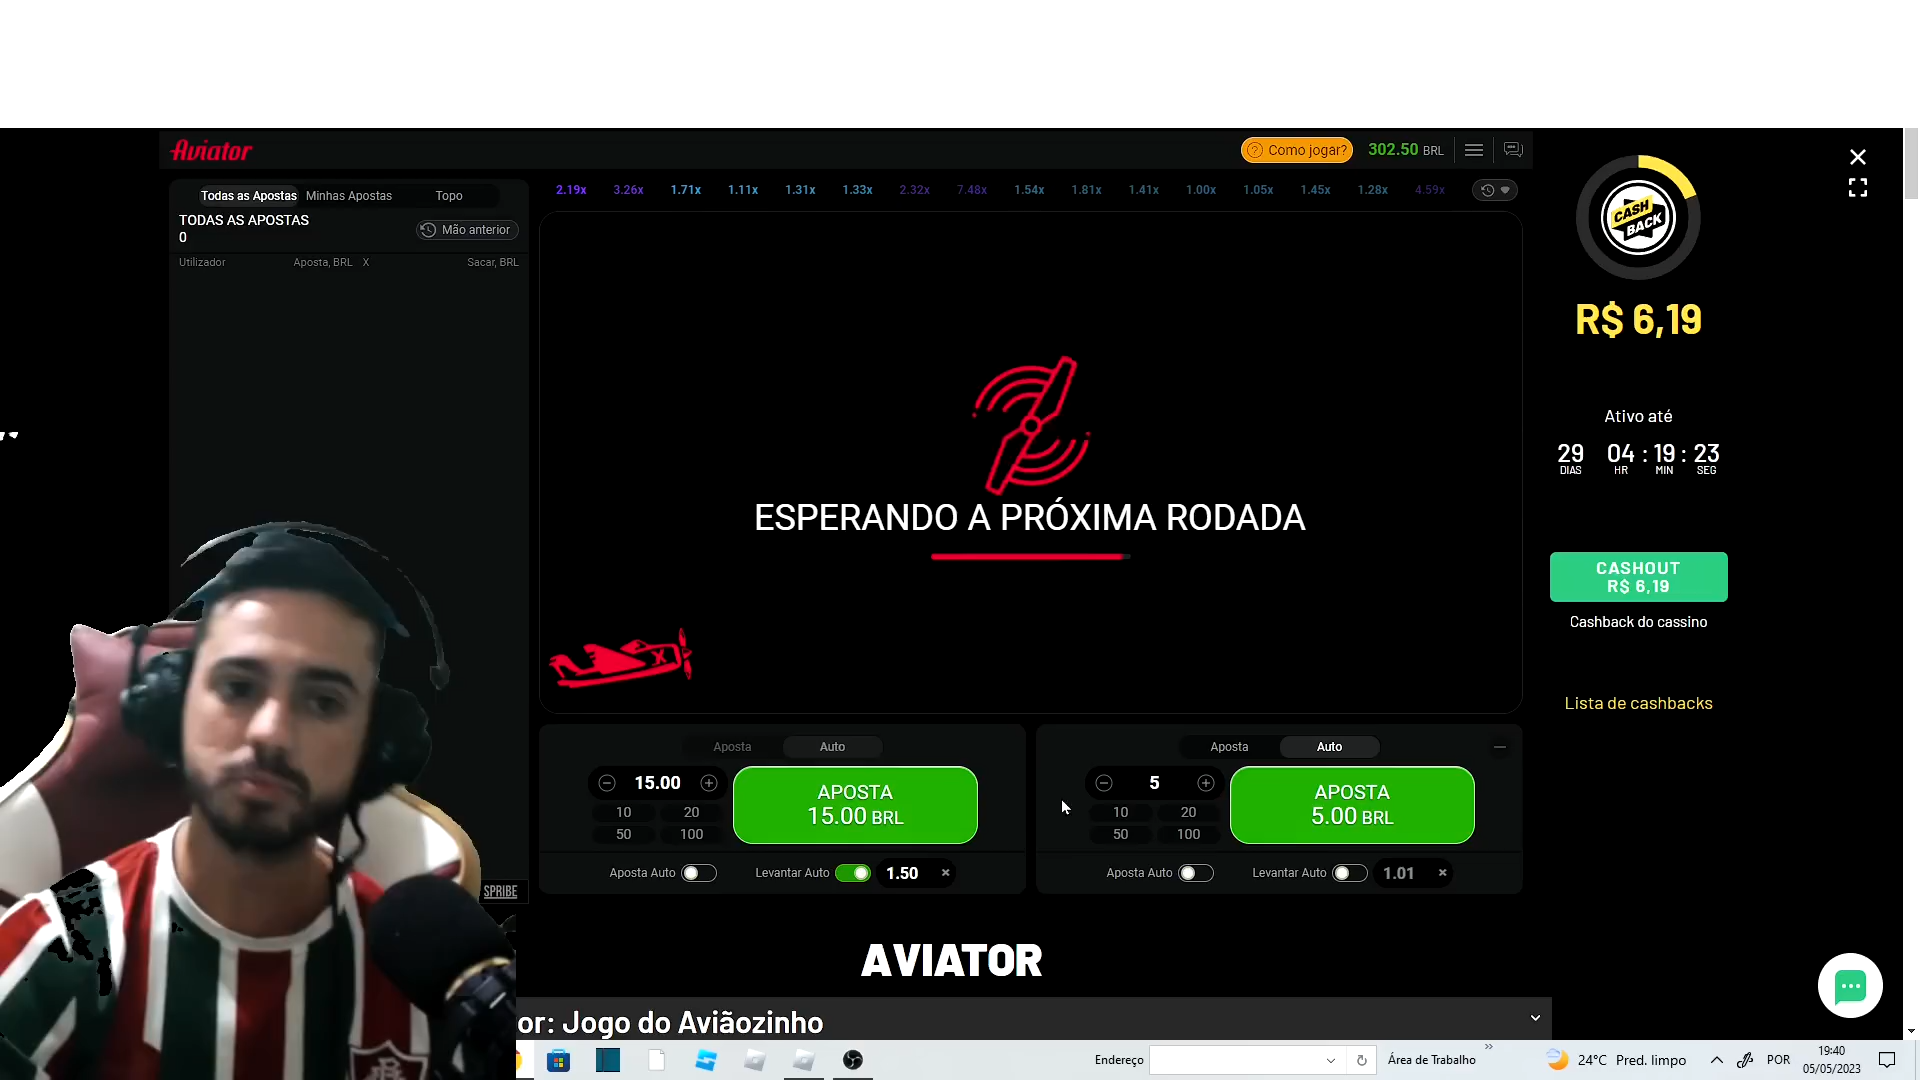 Aviator
? Como jogar?
302.50 BRL
2.19x 3.26x 1.71x 1.11x 1.31x 1.33x 2.32x 7.48x 1.54x 1.81x 1.41x 1.00x 1.05x 1.45x 1.28x 4.59x
Todas as Apostas Minhas Apostas Topo
TODAS AS APOSTAS
0
Mão anterior
Utilizador Aposta, BRL X Sacar, BRL
ESPERANDO A PRÓXIMA RODADA
X
SPRIBE
Aposta Auto
15.00
10 20
50 100
APOSTA
15.00 BRL
Aposta Auto Levantar Auto 1.50 ×
Aposta Auto
5
10 20
50 100
APOSTA
5.00 BRL
Aposta Auto Levantar Auto 1.01 ×
CASH
BACK
R$ 6,19
Ativo até
29 04 : 19 : 23
DIAS HR MIN SEG
CASHOUT
R$ 6,19
Cashback do cassino
Lista de cashbacks
AVIATOR
or: Jogo do Aviãozinho
Endereço
Área de Trabalho
24°C Pred. limpo
POR
19:40
05/05/2023